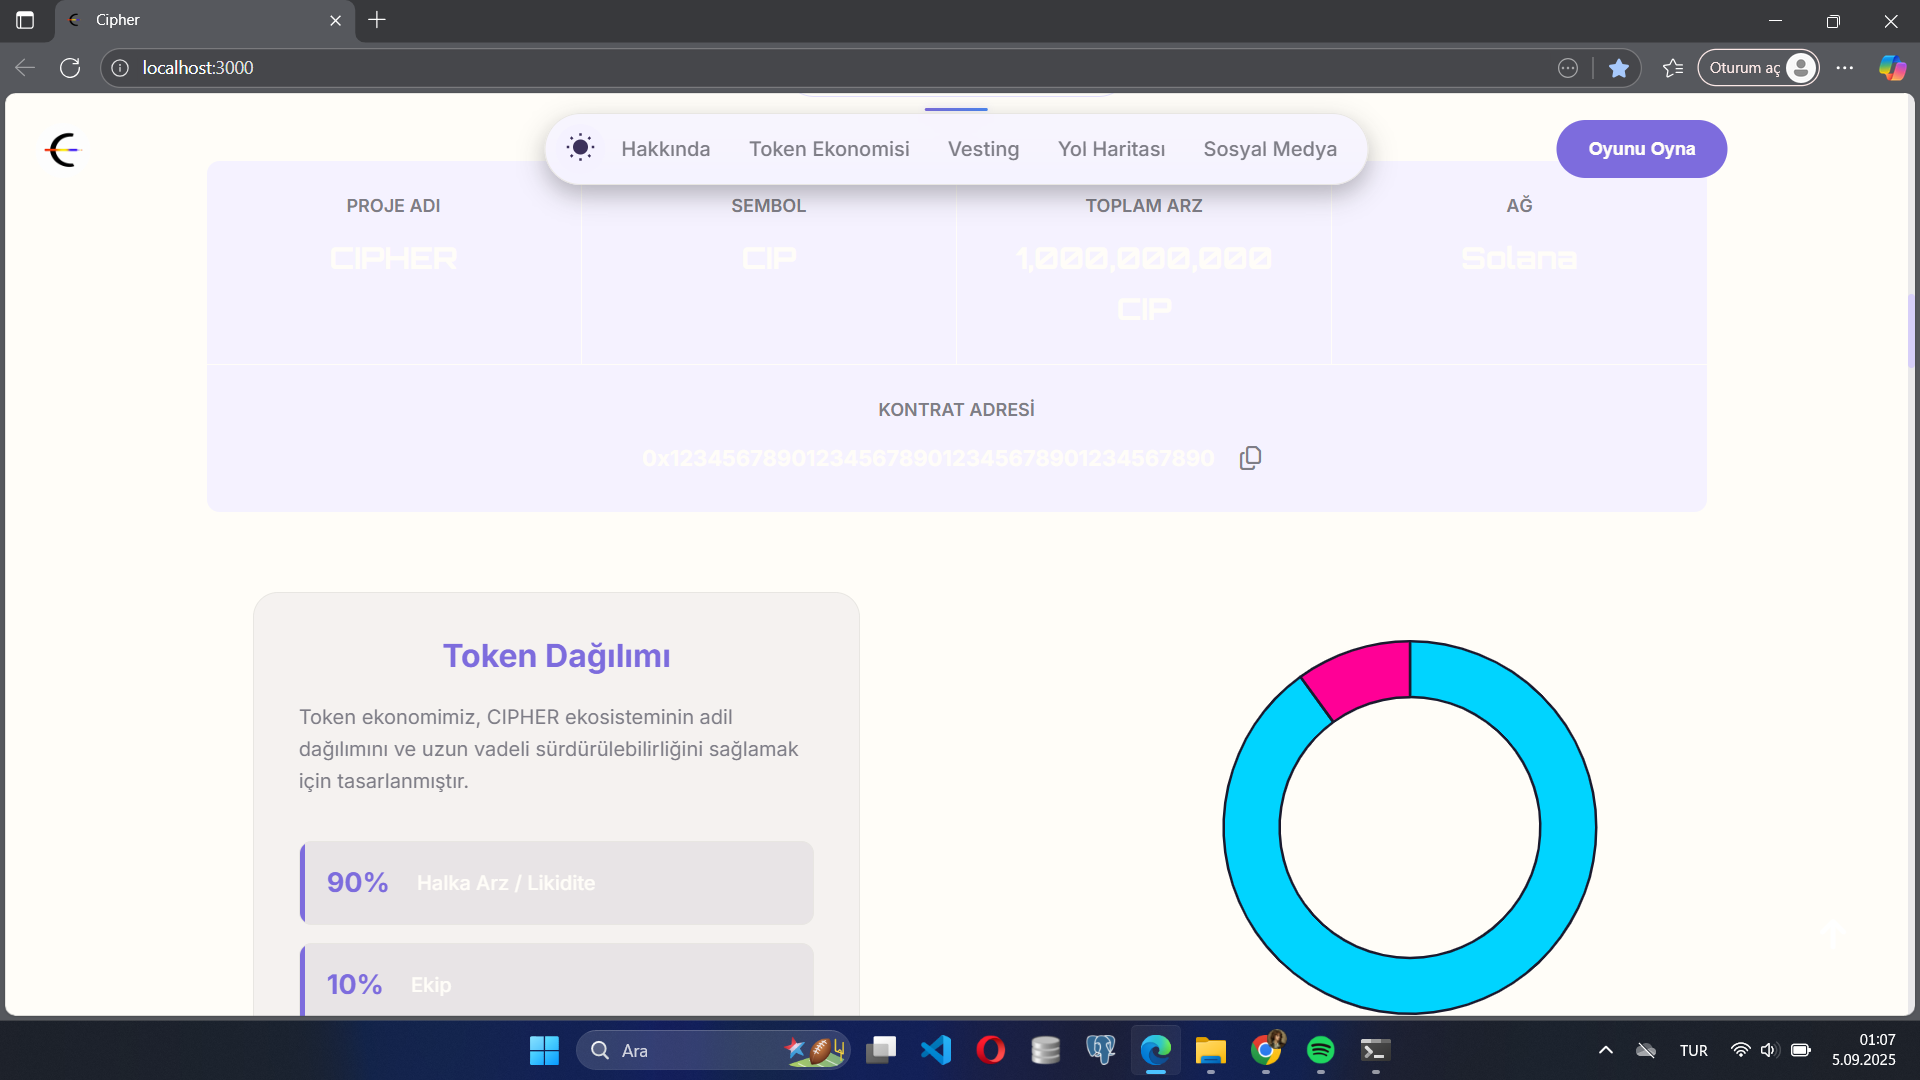 Cipher
localhost:3000
Oturum aç
Hakkında
Token Ekonomisi
Vesting
Yol Haritası
Sosyal Medya
Oyunu Oyna
PROJE ADI
SEMBOL
TOPLAM ARZ
AĞ
CIPHER
CIP
1,000,000,000
CIP
Solana
KONTRAT ADRESİ
0x1234567890123456789012345678901234567890
Token Dağılımı
Token ekonomimiz, CIPHER ekosisteminin adil
dağılımını ve uzun vadeli sürdürülebilirliğini sağlamak
için tasarlanmıştır.
90% Halka Arz / Likidite
10% Ekip
Ara
TUR
01:07
5.09.2025